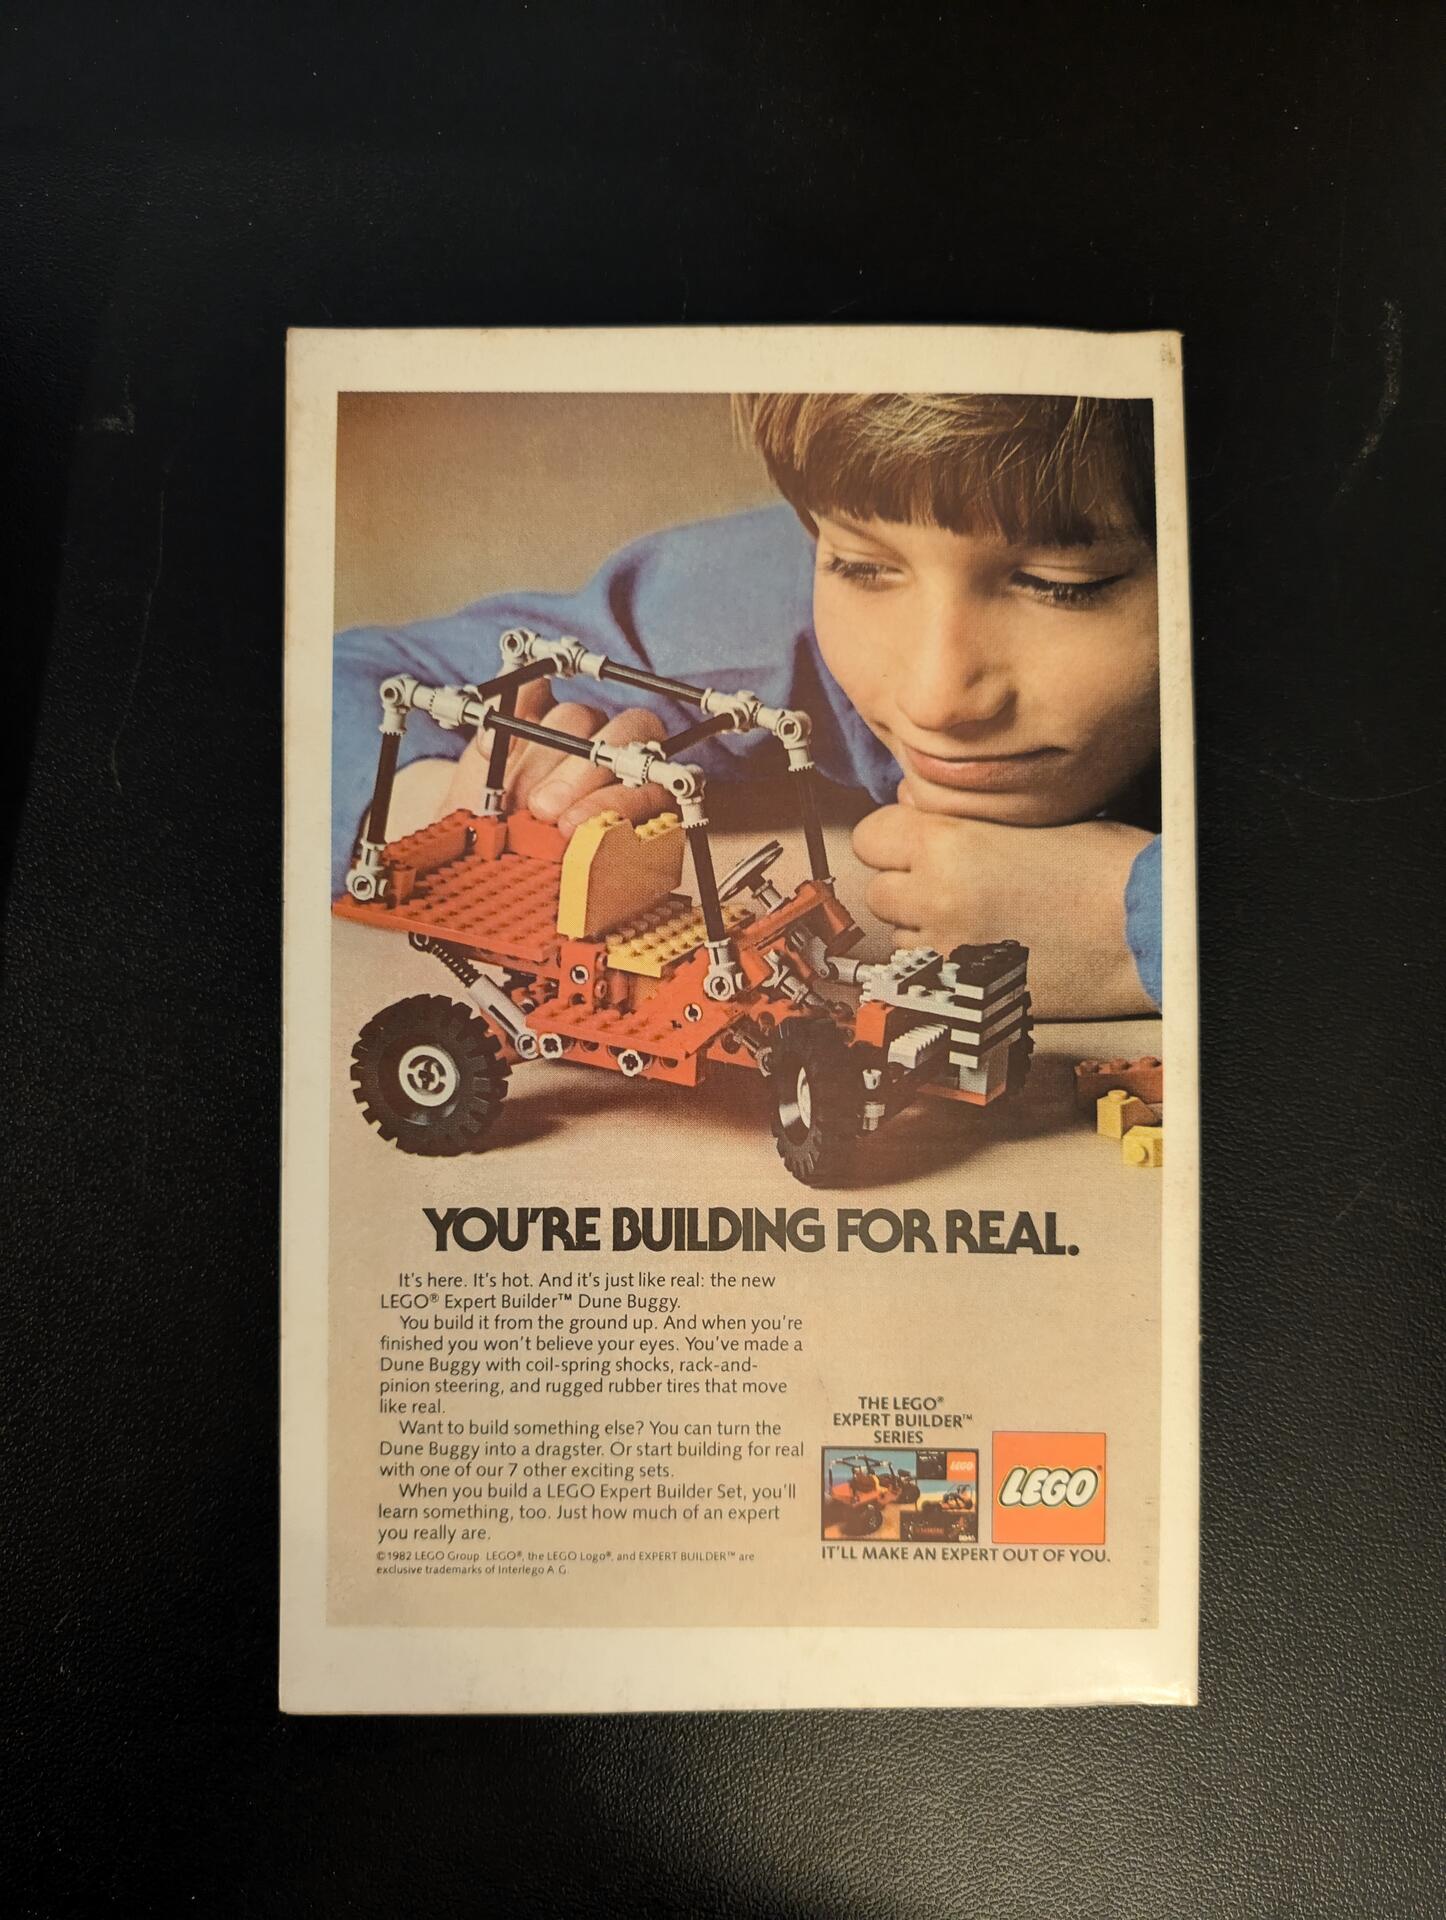 YOU'RE BUILDING FOR REAL.
It's here. It's hot. And it's just like real: the new
LEGO® Expert Builder™ Dune Buggy.
You build it from the ground up. And when you're
finished you won't believe your eyes. You've made a
Dune Buggy with coil-spring shocks, rack-and-
pinion steering, and rugged rubber tires that move
like real.
Want to build something else? You can turn the
Dune Buggy into a dragster. Or start building for real
with one of our 7 other exciting sets.
When you build a LEGO Expert Builder Set, you'll
learn something, too. Just how much of an expert
you really are.
©1982 LEGO Group. LEGO®, the LEGO Logo®, and EXPERT BUILDER™ are
exclusive trademarks of Interlego A.G.
THE LEGO®
EXPERT BUILDER™
SERIES
LEGO
8845
LEGO®
IT'LL MAKE AN EXPERT OUT OF YOU.